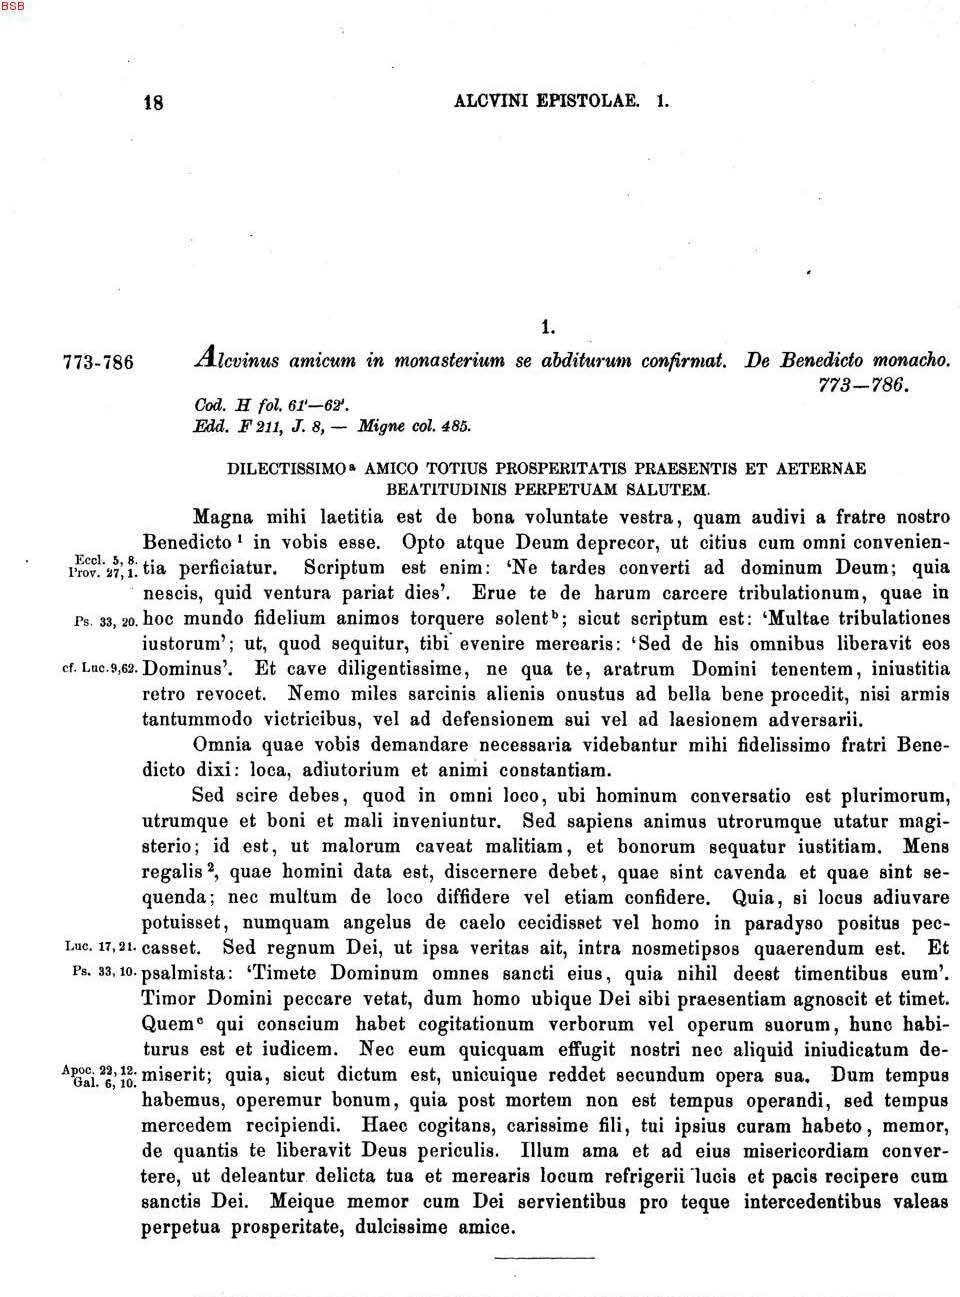 BSB
18 ALCVINI EPISTOLAE. 1.
1.
773-786 Alcvinus amicum in monasterium se abditurum confirmat. De Benedicto monacho.
773—786.
Cod. H fol. 61'—62'.
Edd. F 211, J. 8, — Migne col. 485.
DILECTISSIMO a AMICO TOTIUS PROSPERITATIS PRAESENTIS ET AETERNAE
BEATITUDINIS PERPETUAM SALUTEM.
Magna mihi laetitia est de bona voluntate vestra, quam audivi a fratre nostro
Benedicto 1 in vobis esse. Opto atque Deum deprecor, ut citius cum omni convenien-
Eccl. 5, 8.
Prov. 27, 1. tia perficiatur. Scriptum est enim: 'Ne tardes converti ad dominum Deum; quia
nescis, quid ventura pariat dies'. Erue te de harum carcere tribulationum, quae in
Ps. 33, 20. hoc mundo fidelium animos torquere solent b; sicut scriptum est: 'Multae tribulationes
iustorum'; ut, quod sequitur, tibi evenire merearis: 'Sed de his omnibus liberavit eos
cf. Luc. 9,62. Dominus'. Et cave diligentissime, ne qua te, aratrum Domini tenentem, iniustitia
retro revocet. Nemo miles sarcinis alienis onustus ad bella bene procedit, nisi armis
tantummodo victricibus, vel ad defensionem sui vel ad laesionem adversarii.
Omnia quae vobis demandare necessaria videbantur mihi fidelissimo fratri Bene-
dicto dixi: loca, adiutorium et animi constantiam.
Sed scire debes, quod in omni loco, ubi hominum conversatio est plurimorum,
utrumque et boni et mali inveniuntur. Sed sapiens animus utrorumque utatur magi-
sterio; id est, ut malorum caveat malitiam, et bonorum sequatur iustitiam. Mens
regalis 2, quae homini data est, discernere debet, quae sint cavenda et quae sint se-
quenda; nec multum de loco diffidere vel etiam confidere. Quia, si locus adiuvare
potuisset, numquam angelus de caelo cecidisset vel homo in paradyso positus pec-
Luc. 17, 21. casset. Sed regnum Dei, ut ipsa veritas ait, intra nosmetipsos quaerendum est. Et
Ps. 33, 10. psalmista: 'Timete Dominum omnes sancti eius, quia nihil deest timentibus eum'.
Timor Domini peccare vetat, dum homo ubique Dei sibi praesentiam agnoscit et timet.
Quem c qui conscium habet cogitationum verborum vel operum suorum, hunc habi-
turus est et iudicem. Nec eum quicquam effugit nostri nec aliquid iniudicatum de-
Apoc. 22, 12.
Gal. 6, 10. miserit; quia, sicut dictum est, unicuique reddet secundum opera sua. Dum tempus
habemus, operemur bonum, quia post mortem non est tempus operandi, sed tempus
mercedem recipiendi. Haec cogitans, carissime fili, tui ipsius curam habeto, memor,
de quantis te liberavit Deus periculis. Illum ama et ad eius misericordiam conver-
tere, ut deleantur delicta tua et merearis locum refrigerii lucis et pacis recipere cum
sanctis Dei. Meique memor cum Dei servientibus pro teque intercedentibus valeas
perpetua prosperitate, dulcissime amice.